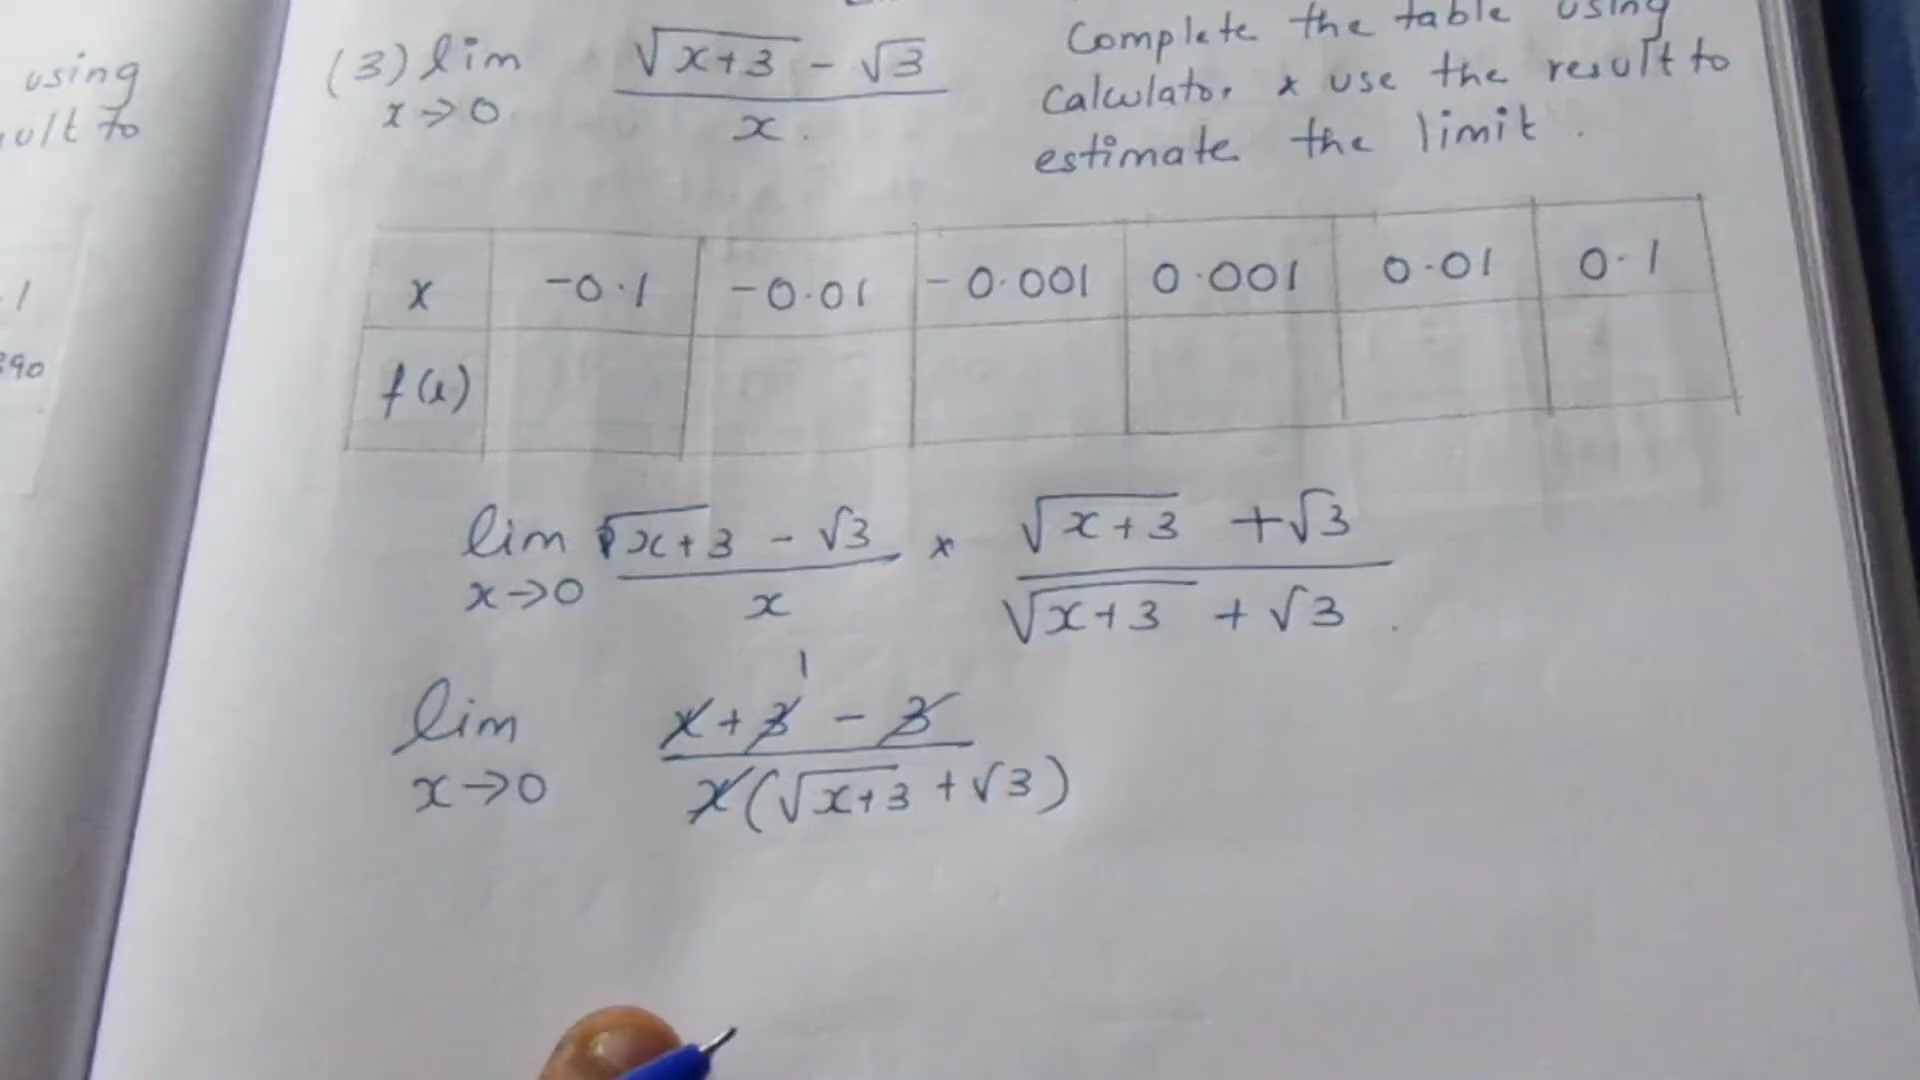 using
ult to
.1
390
(3) lim x→0 (√(x+3) - √3)/x.
Complete the table using
calculator & use the result to
estimate the limit.
x -0.1 -0.01 -0.001 0.001 0.01 0.1
f(x)
lim x→0 (√(x+3) - √3)/x × (√(x+3) + √3)/(√(x+3) + √3).
1
lim x→0 (x+3 - 3)/(x(√(x+3) + √3))